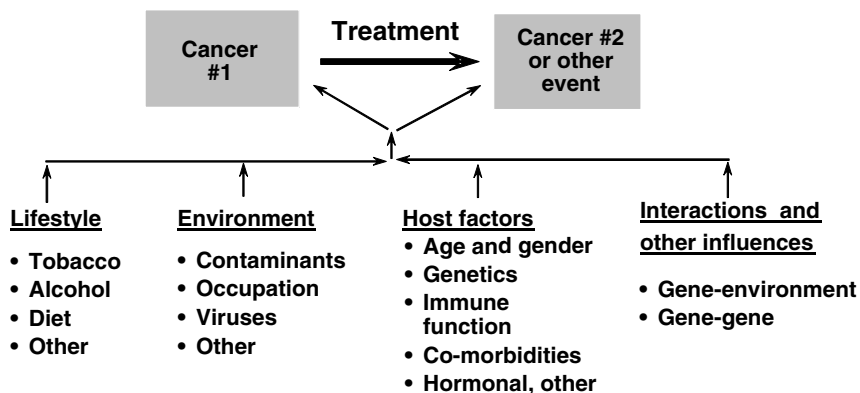 Cancer
#1
Treatment
Cancer #2
or other
event
Lifestyle
• Tobacco
• Alcohol
• Diet
• Other
Environment
• Contaminants
• Occupation
• Viruses
• Other
Host factors
• Age and gender
• Genetics
• Immune
function
• Co-morbidities
• Hormonal, other
Interactions and
other influences
• Gene-environment
• Gene-gene